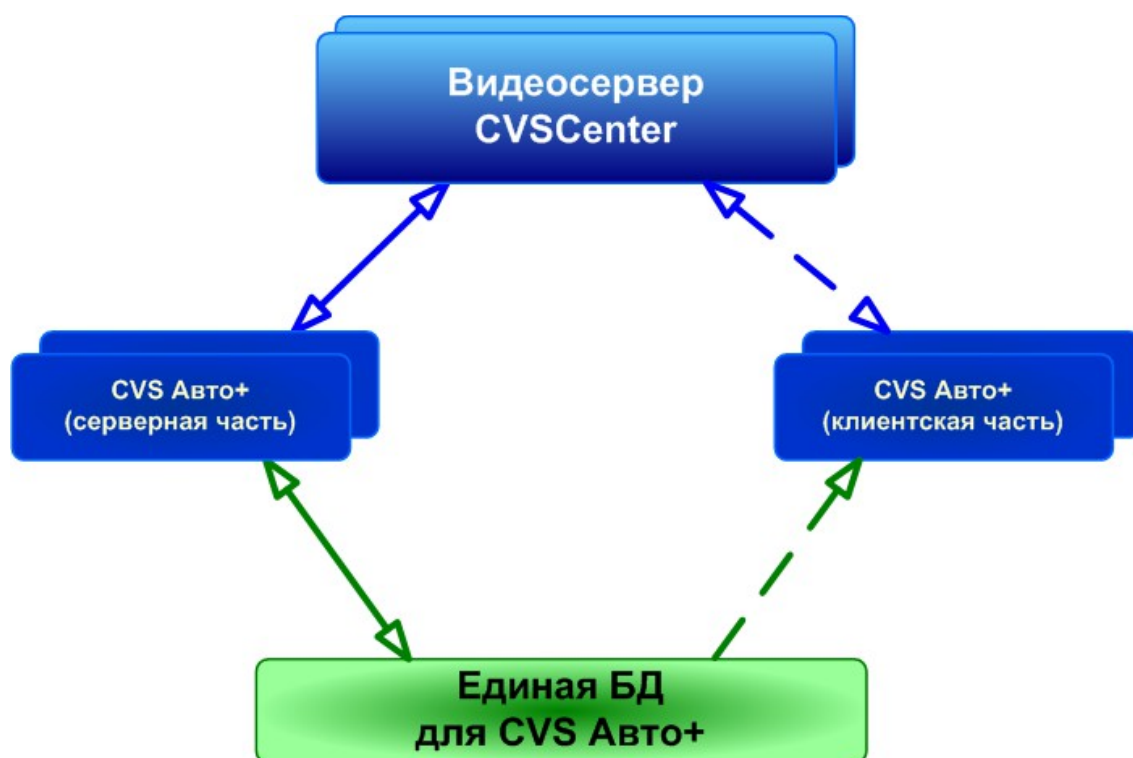 Видеосервер
CVSCenter
CVS Авто+
(серверная часть)
CVS Авто+
(клиентская часть)
Единая БД
для CVS Авто+